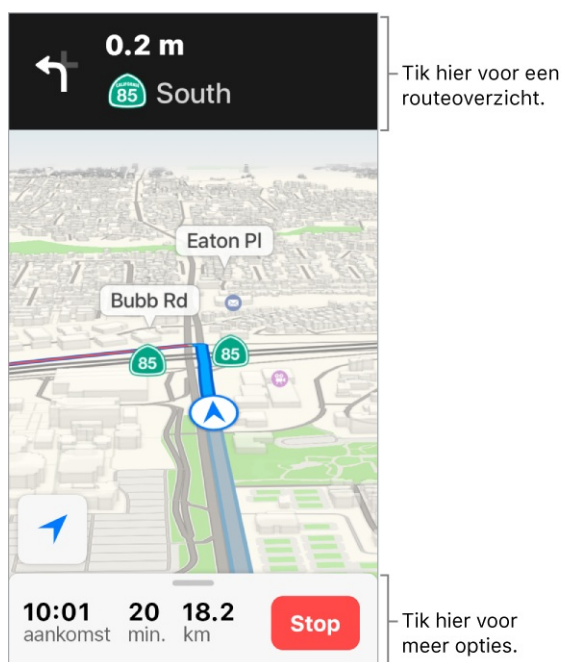 0.2 m
CALIFORNIA
85 South
Tik hier voor een
routeoverzicht.
Eaton Pl
Bubb Rd
85
85
10:01 20 18.2
aankomst min. km
Stop
Tik hier voor
meer opties.